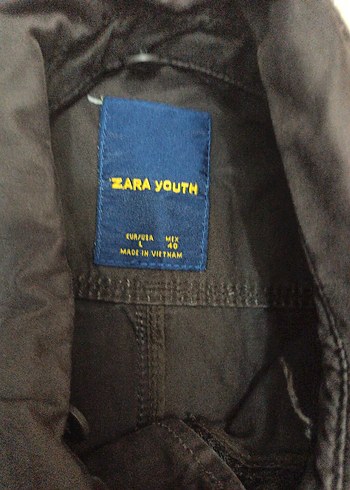 ZARA YOUTH
EUR/USA MEX
L 40
MADE IN VIETNAM